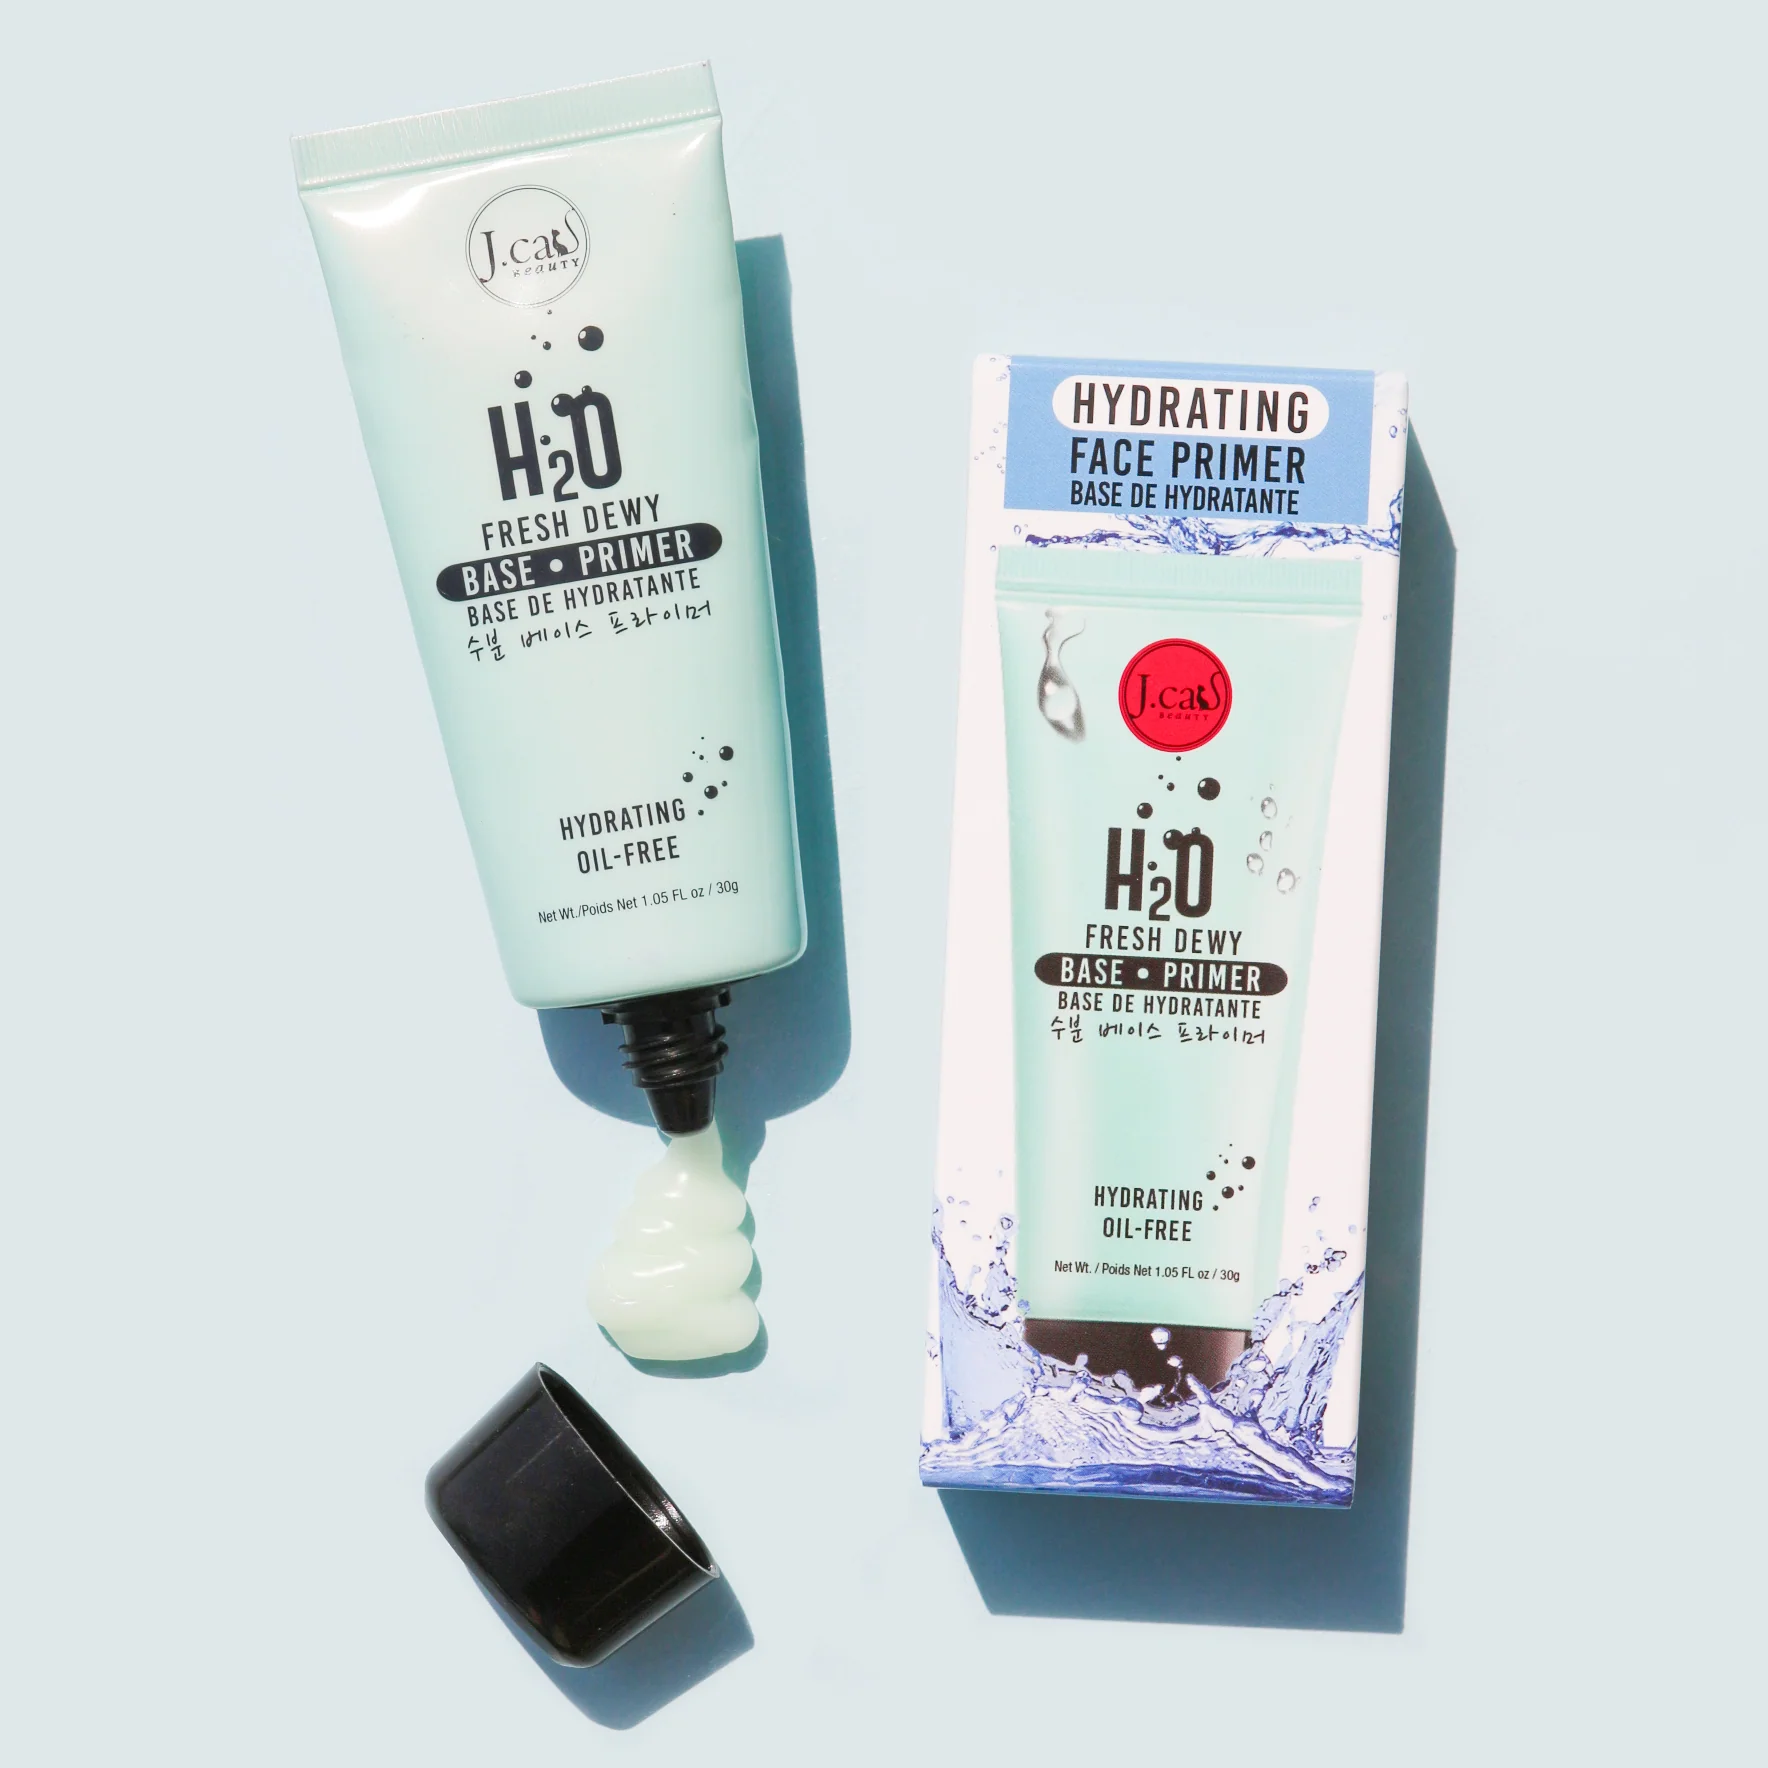 J.caS
Beauty
H2O
FRESH DEWY
BASE • PRIMER
BASE DE HYDRATANTE
수분 베이스 프라이머
HYDRATING
OIL-FREE
Net Wt./Poids Net 1.05 FL oz / 30g
HYDRATING
FACE PRIMER
BASE DE HYDRATANTE
J.caS
Beauty
H2O
FRESH DEWY
BASE • PRIMER
BASE DE HYDRATANTE
수분 베이스 프라이머
HYDRATING
OIL-FREE
Net Wt. / Poids Net 1.05 FL oz / 30g